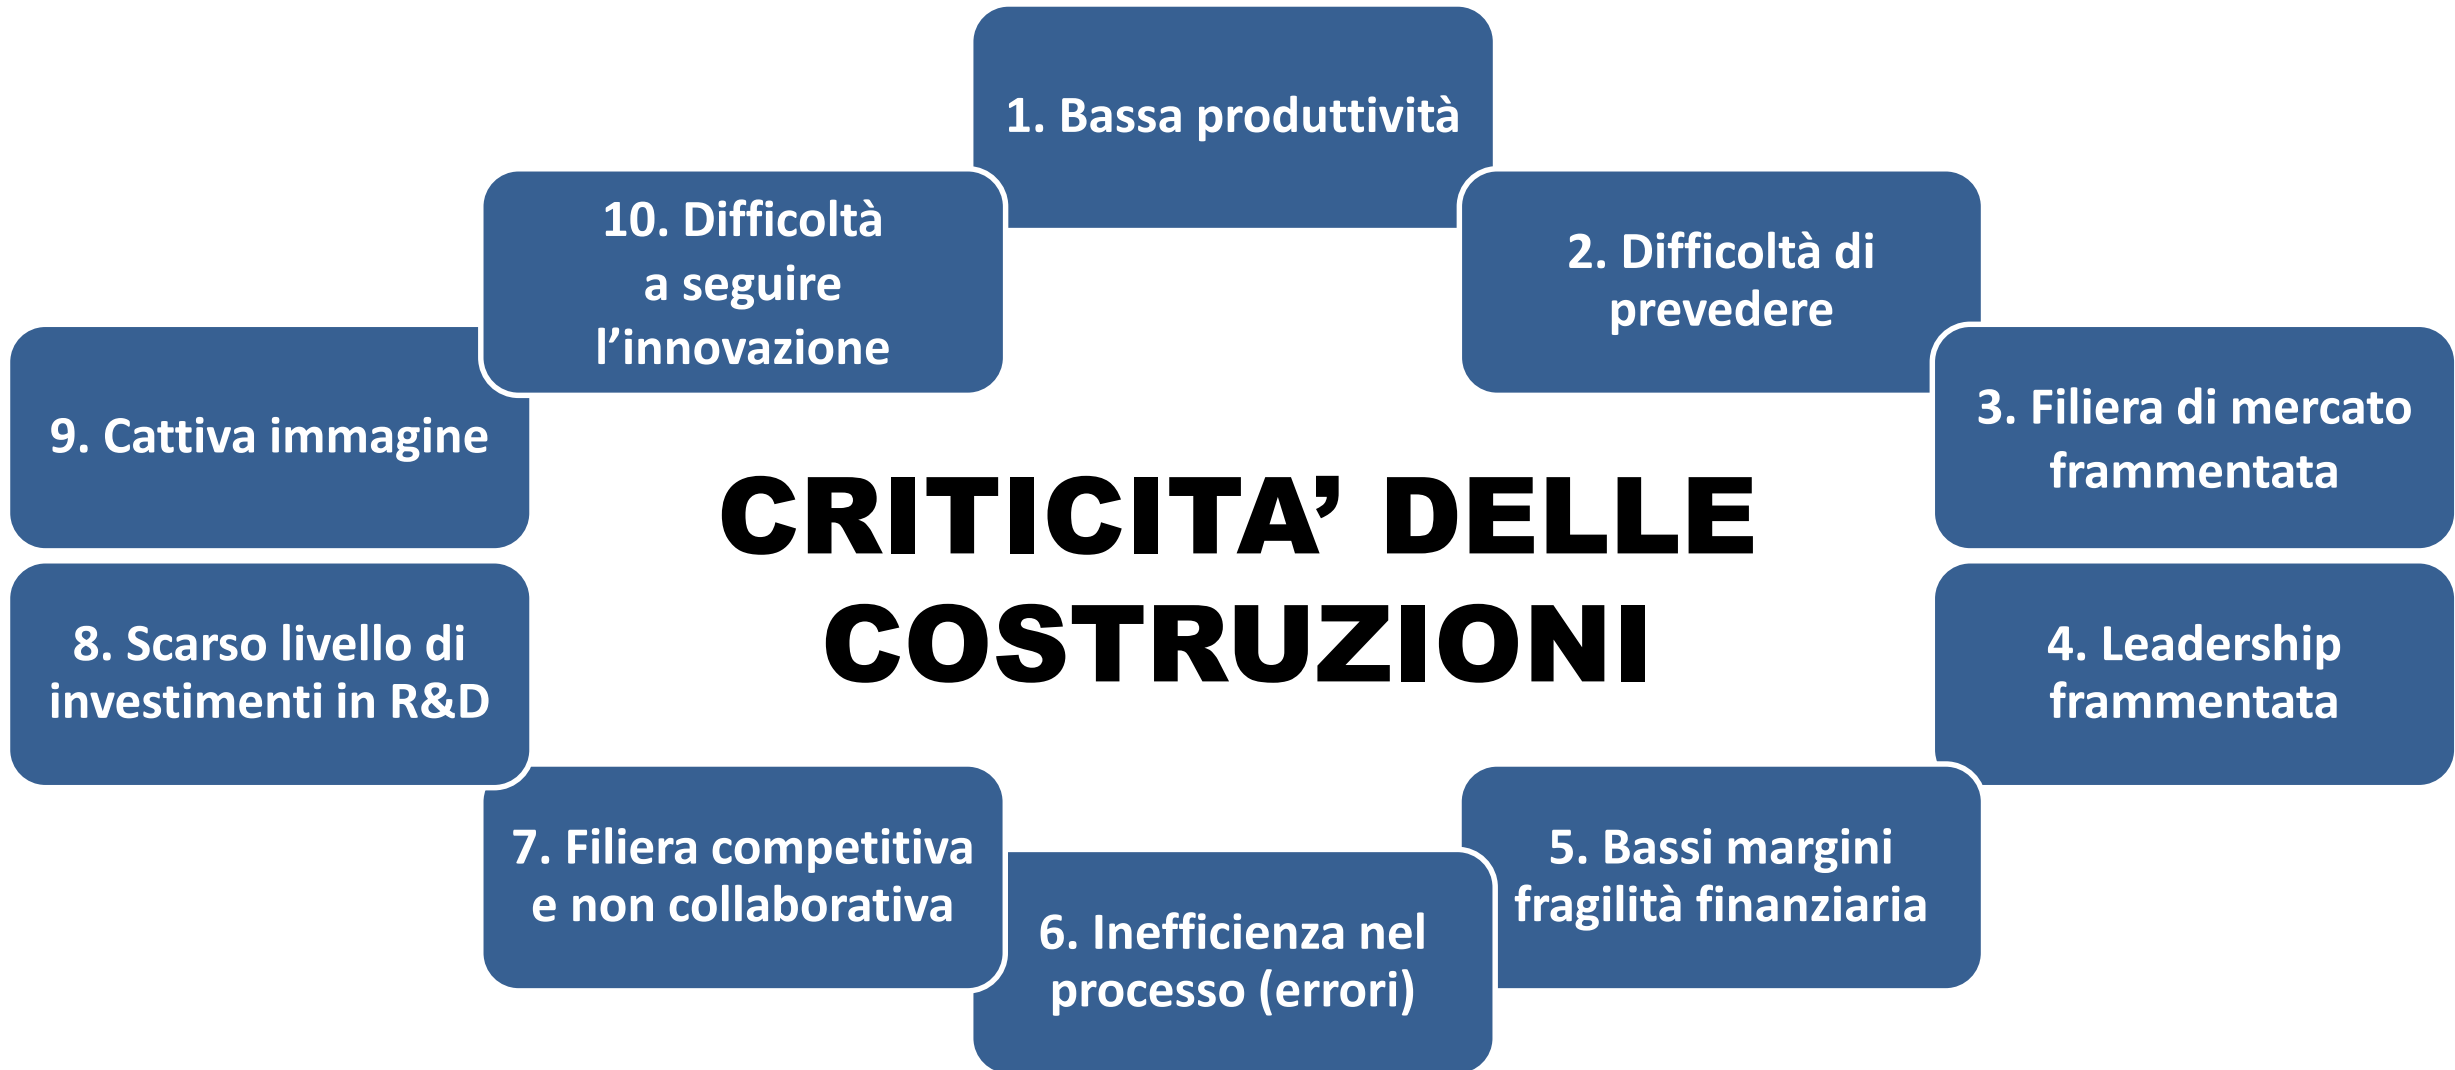 1. Bassa produttività
2. Difficoltà di
prevedere
3. Filiera di mercato
frammentata
4. Leadership
frammentata
5. Bassi margini
fragilità finanziaria
6. Inefficienza nel
processo (errori)
7. Filiera competitiva
e non collaborativa
8. Scarso livello di
investimenti in R&D
9. Cattiva immagine
10. Difficoltà
a seguire
l’innovazione
CRITICITA’ DELLE
COSTRUZIONI